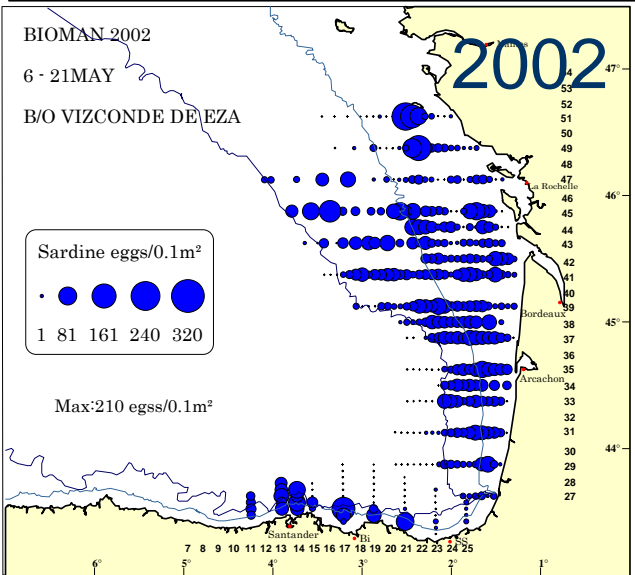 BIOMAN 2002
6 - 21MAY
B/O VIZCONDE DE EZA
2002
Nantes
47°
54
53
52
51
50
49
48
47
La Rochelle
46°
46
45
44
43
42
41
40
39
Bordeaux
45°
38
37
36
35
Arcachon
34
33
32
31
44°
30
29
28
27
Sardine eggs/0.1m²
1 81 161 240 320
Max:210 egss/0.1m²
Santander
Bi
SS
7 8 9 10 11 12 13 14 15 16 17 18 19 20 21 22 23 24 25
6° 5° 4° 3° 2° 1°